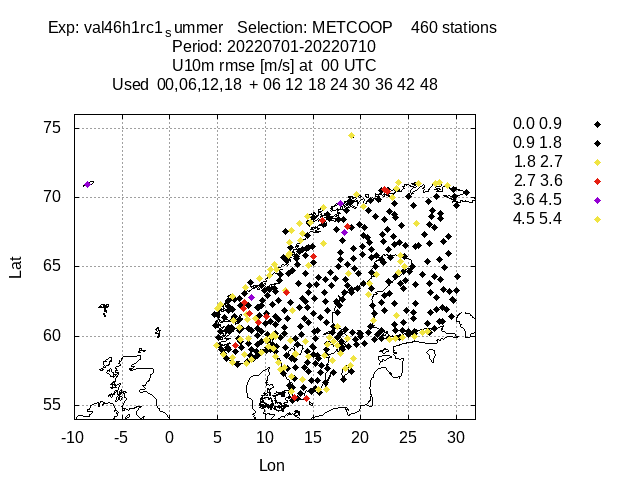 Exp: val46h1rc1summer   Selection: METCOOP    460 stations
Period: 20220701-20220710
U10m rmse [m/s] at  00 UTC
Used  00,06,12,18  + 06 12 18 24 30 36 42 48
0.0 0.9
0.9 1.8
1.8 2.7
2.7 3.6
3.6 4.5
4.5 5.4
75
70
65
60
55
Lat
-10 -5 0 5 10 15 20 25 30
Lon